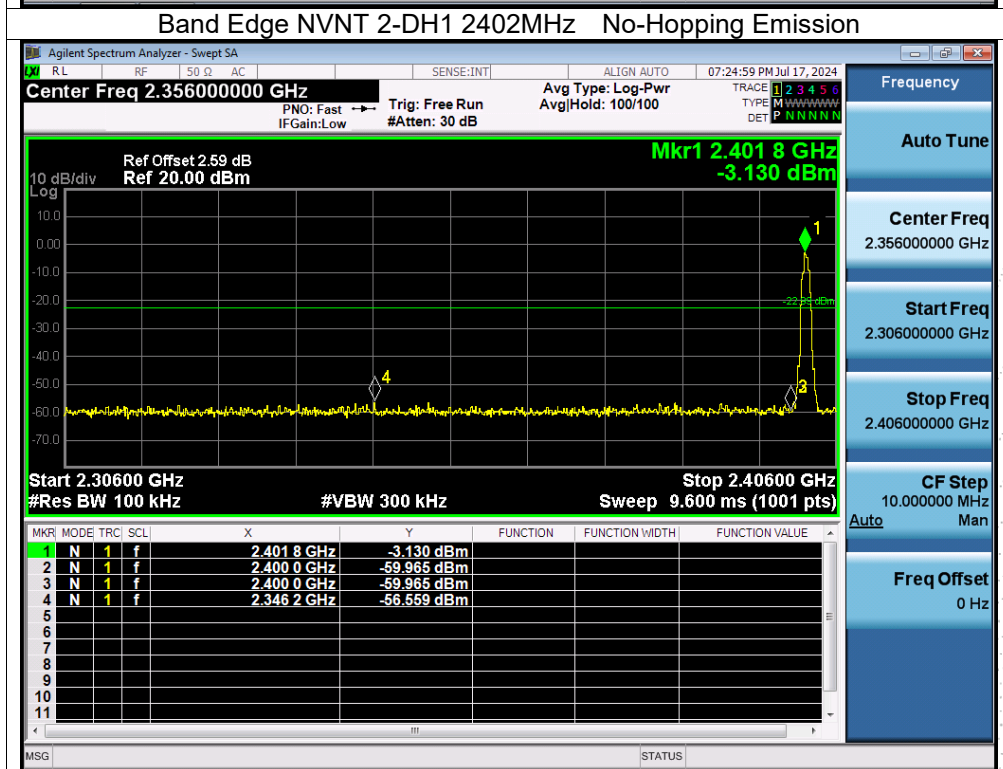 Band Edge NVNT 2-DH1 2402MHz No-Hopping Emission
Agilent Spectrum Analyzer - Swept SA
LXI RL RF 50 Ω AC SENSE:INT ALIGN AUTO 07:24:59 PM Jul 17, 2024
Center Freq 2.356000000 GHz
PNO: Fast
IFGain:Low
Trig: Free Run
#Atten: 30 dB
Avg Type: Log-Pwr
Avg|Hold: 100/100
TRACE 1 2 3 4 5 6
TYPE M WWWWW
DET P N N N N N
Ref Offset 2.59 dB
10 dB/div Ref 20.00 dBm
Log
Mkr1 2.401 8 GHz
-3.130 dBm
10.0
0.00
-10.0
-20.0
-30.0
-40.0
-50.0
-60.0
-70.0
1
4
3
Start 2.30600 GHz Stop 2.40600 GHz
#Res BW 100 kHz #VBW 300 kHz Sweep 9.600 ms (1001 pts)
MKR MODE TRC SCL X Y FUNCTION FUNCTION WIDTH FUNCTION VALUE
1 N 1 f 2.401 8 GHz -3.130 dBm
2 N 1 f 2.400 0 GHz -59.965 dBm
3 N 1 f 2.400 0 GHz -59.965 dBm
4 N 1 f 2.346 2 GHz -56.559 dBm
5
6
7
8
9
10
11
MSG STATUS
Frequency
Auto Tune
Center Freq
2.356000000 GHz
Start Freq
2.306000000 GHz
Stop Freq
2.406000000 GHz
CF Step
10.000000 MHz
Auto Man
Freq Offset
0 Hz